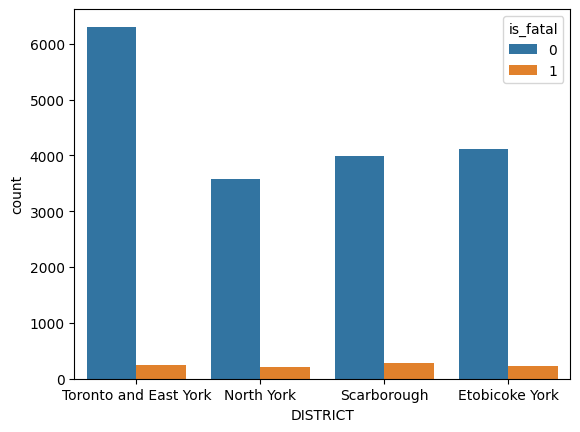 is_fatal
0
1
6000
5000
4000
3000
2000
1000
0
count
Toronto and East York
North York
Scarborough
Etobicoke York
DISTRICT